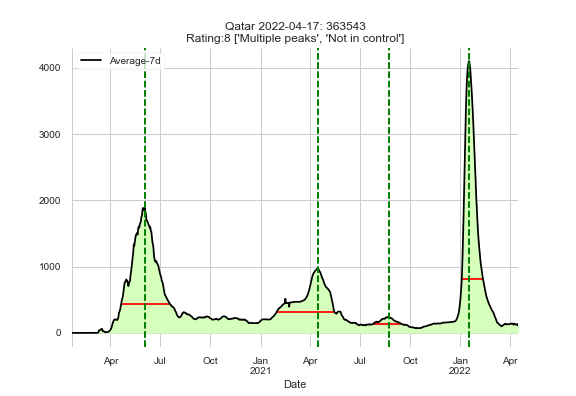 Qatar 2022-04-17: 363543
Rating:8 ['Multiple peaks', 'Not in control']
Average-7d
4000
3000
2000
1000
0
Apr
Jul
Oct
Jan
2021
Apr
Jul
Oct
Jan
2022
Apr
Date